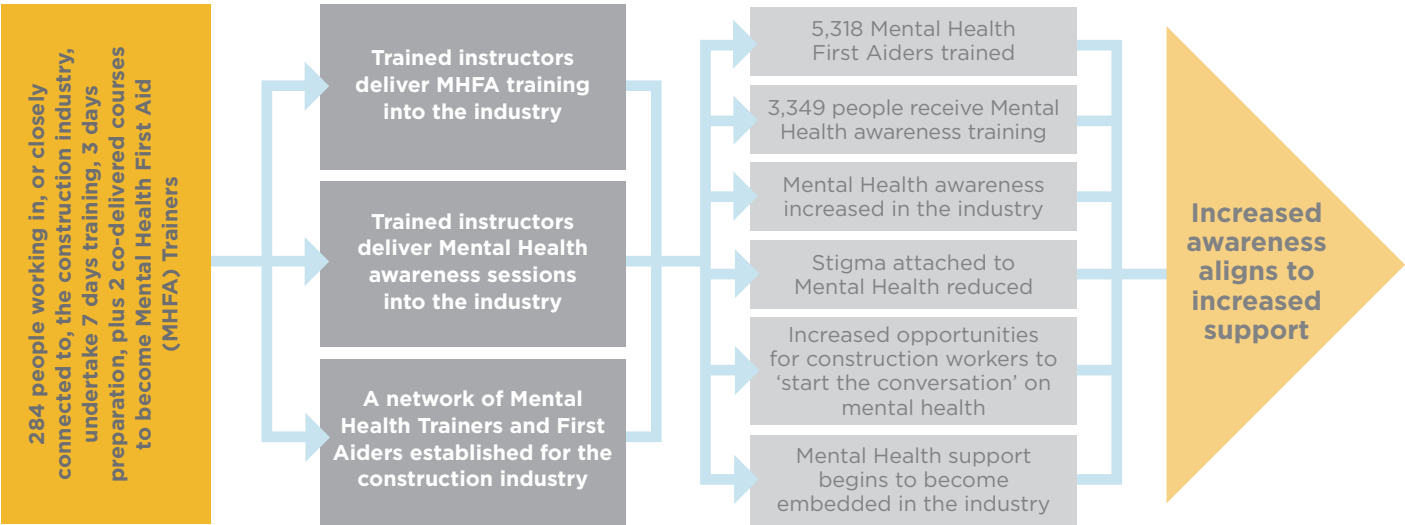 284 people working in, or closely
connected to, the construction industry,
undertake 7 days training, 3 days
preparation, plus 2 co-delivered courses
to become Mental Health First Aid
(MHFA) Trainers
Trained instructors
deliver MHFA training
into the industry
Trained instructors
deliver Mental Health
awareness sessions
into the industry
A network of Mental
Health Trainers and First
Aiders established for the
construction industry
5,318 Mental Health
First Aiders trained
3,349 people receive Mental
Health awareness training
Mental Health awareness
increased in the industry
Stigma attached to
Mental Health reduced
Increased opportunities
for construction workers to
‘start the conversation’ on
mental health
Mental Health support
begins to become
embedded in the industry
Increased
awareness
aligns to
increased
support